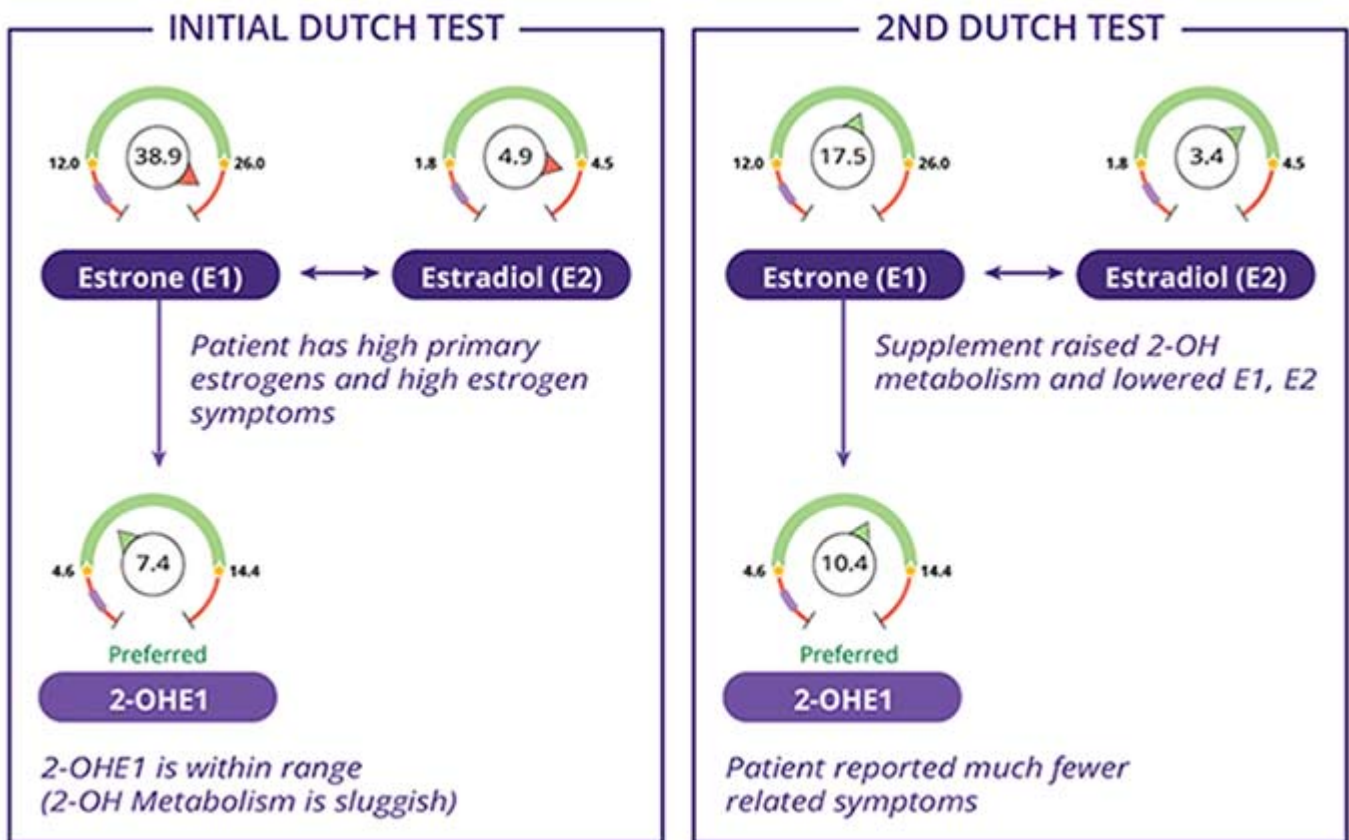 INITIAL DUTCH TEST
12.0 38.9 26.0
1.8 4.9 4.5
Estrone (E1)
Estradiol (E2)
Patient has high primary
estrogens and high estrogen
symptoms
4.6 7.4 14.4
Preferred
2-OHE1
2-OHE1 is within range
(2-OH Metabolism is sluggish)
2ND DUTCH TEST
12.0 17.5 26.0
1.8 3.4 4.5
Estrone (E1)
Estradiol (E2)
Supplement raised 2-OH
metabolism and lowered E1, E2
4.6 10.4 14.4
Preferred
2-OHE1
Patient reported much fewer
related symptoms